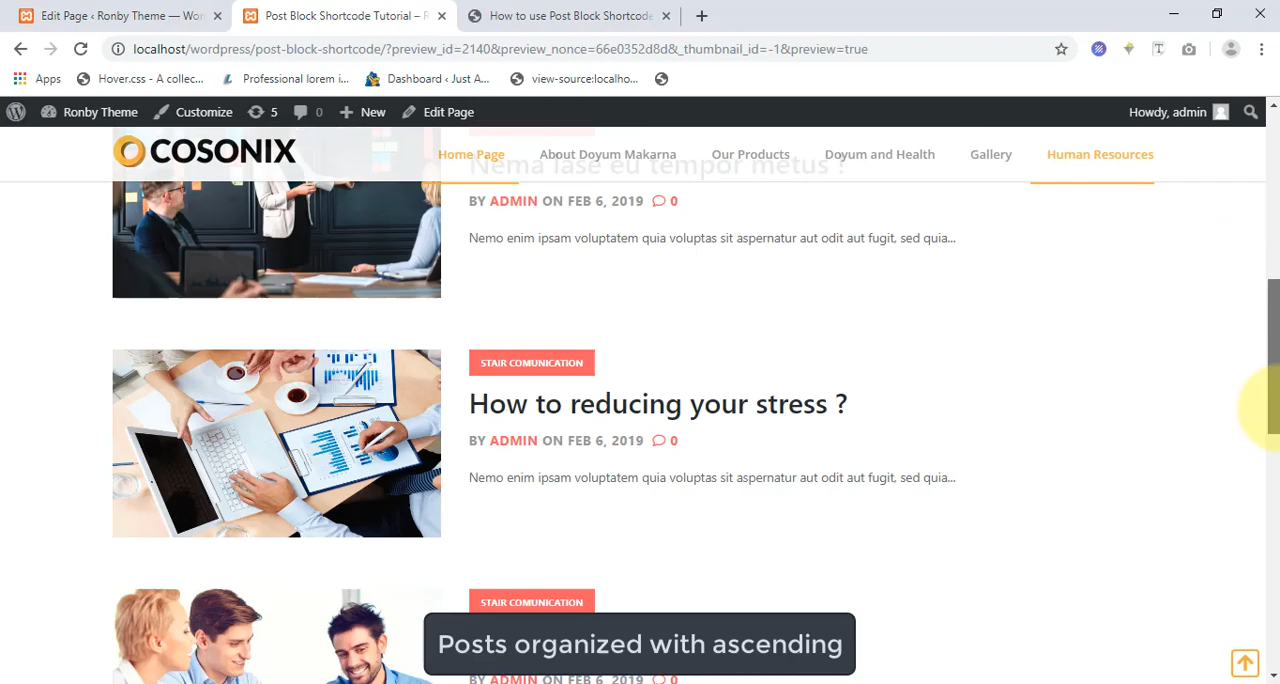 Edit Page ‹ Ronby Theme — Wor
Post Block Shortcode Tutorial – R
How to use Post Block Shortcode
localhost/wordpress/post-block-shortcode/?preview_id=2140&preview_nonce=66e0352d8d&_thumbnail_id=-1&preview=true
Apps
Hover.css - A collec...
Professional lorem i...
Dashboard ‹ Just A...
view-source:localho...
Ronby Theme
Customize
5
0
New
Edit Page
Howdy, admin
COSONIX
Home Page
About Doyum Makarna
Our Products
Doyum and Health
Gallery
Human Resources
Nema lase eu tempor metus ?
BY ADMIN ON FEB 6, 2019 0
Nemo enim ipsam voluptatem quia voluptas sit aspernatur aut odit aut fugit, sed quia...
STAIR COMUNICATION
How to reducing your stress ?
BY ADMIN ON FEB 6, 2019 0
Nemo enim ipsam voluptatem quia voluptas sit aspernatur aut odit aut fugit, sed quia...
STAIR COMUNICATION
Posts organized with ascending
BY ADMIN ON FEB 6, 2019 0